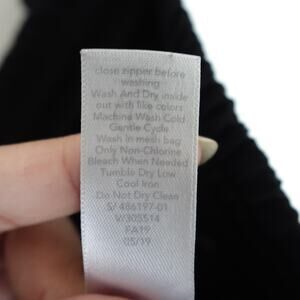 close zipper before
washing
Wash And Dry inside
out with like colors
Machine Wash Cold
Gentle Cycle
Wash in mesh bag
Only Non-Chlorine
Bleach When Needed
Tumble Dry Low
Cool Iron
Do Not Dry Clean
S/ 486197-01
V/305514
FA19
05/19